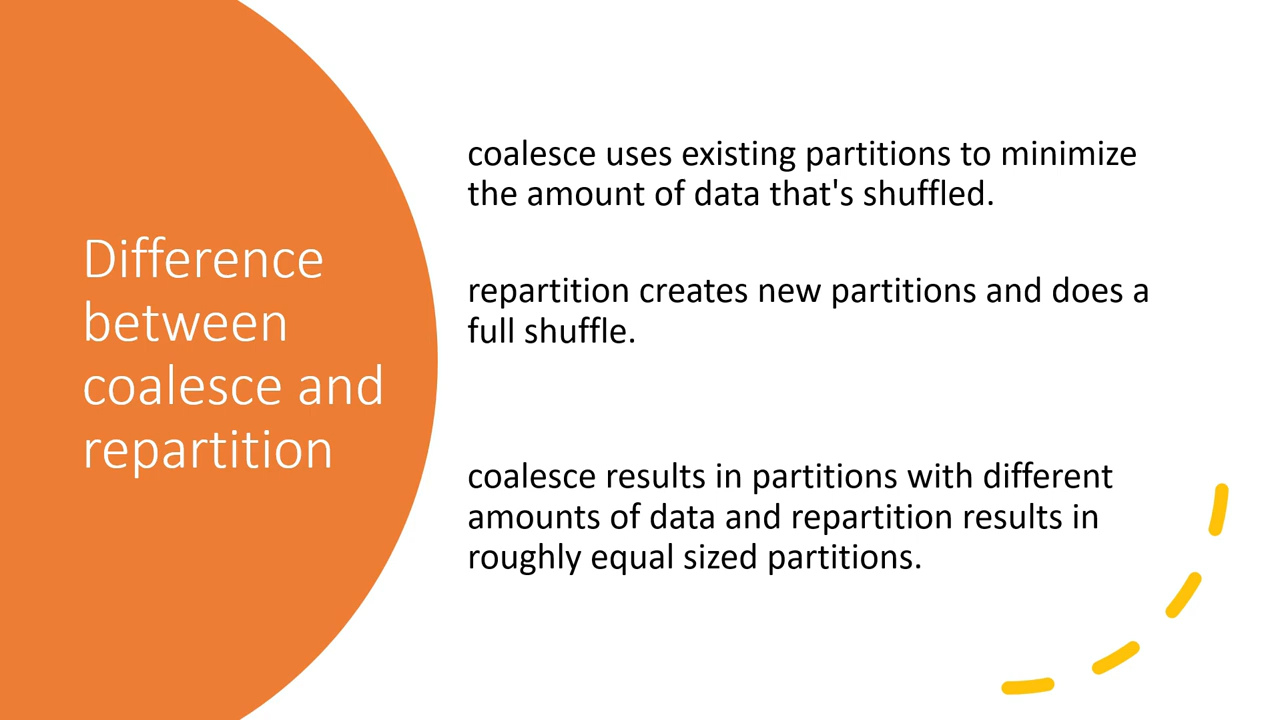 Difference
between
coalesce and
repartition
coalesce uses existing partitions to minimize
the amount of data that's shuffled.
repartition creates new partitions and does a
full shuffle.
coalesce results in partitions with different
amounts of data and repartition results in
roughly equal sized partitions.